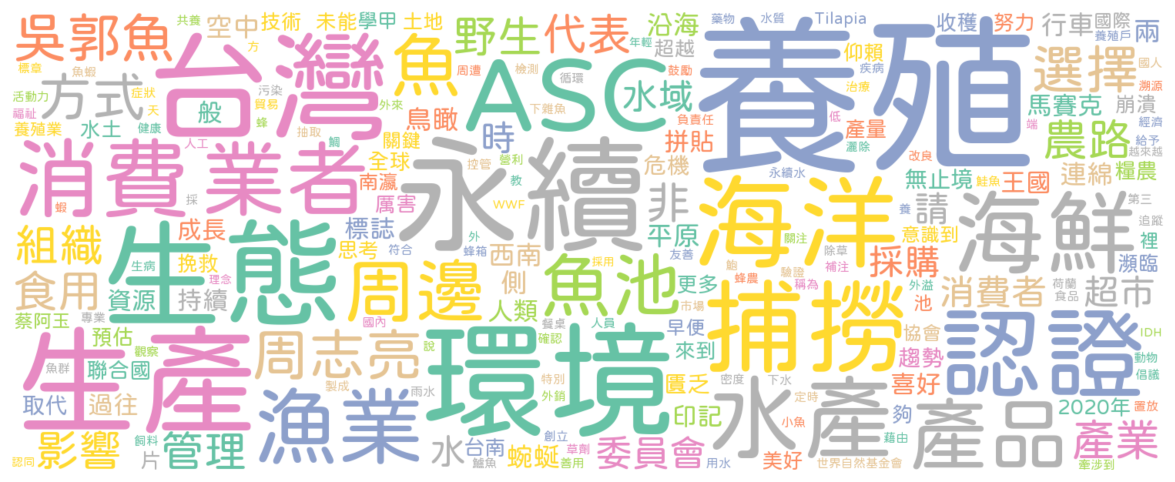 吳郭魚
共養
空中
技術
未能
學甲
土地
魚
野生
代表
沿海
超越
藥物
水質
Tilapia
收穫
努力
行車
國際
養殖戶
兩
標章
魚蝦
台灣
周遭
檢測
循環
鼓勵
養殖
仰賴
疾病
選擇
國人
溯源
活動力
福祉
方式
症狀
天
方
年輕
污染
貿易
蜂
般
外來
抽取
鳥瞰
ASC
下雜魚
水域
負責任
治療
低
產量
馬賽克
崩潰
端
經濟
給予
越來越
養殖業
水土
健康
人工
鯛
關鍵
時
拼貼
灑除
農路
消費業者
全球
控管
營利
教
永續
危機
永續水
改良
無止境
王國
連綿
糧農
蝦
採
南瀛
厲害
WWF
非
海洋
鮭魚
養
請
海鮮
第三
追蹤
裡
組織
生態
成長
標誌
思考
符合
外
蜂箱
西南
平原
友善
關注
意識到
除草
採購
瀕臨
生病
挽救
食用
資源
持續
理念
周邊
側
採用
魚池
更多
鮑
蜂農
驗證
稱為
補注
外溢
池
消費者
荷蘭
食品
超市
蔡阿玉
專業
預估
觀察
國內
人類
餐桌
確認
人員
早便
來到
市場
捕撈
協會
認證
IDH
動物
倡議
生產
魚群
聯合國
周志亮
說
環境
特別
外銷
匱乏
密度
下水
趨勢
喜好
取代
過往
製成
雨水
漁業
印記
水產
定時
小魚
夠
產品
2020年
置放
影響
認同
飼料
片
管理
水
台南
鱸魚
蜿蜒
創立
草劑
善用
委員會
用水
美好
藉由
世界自然基金會
產業
牽涉到